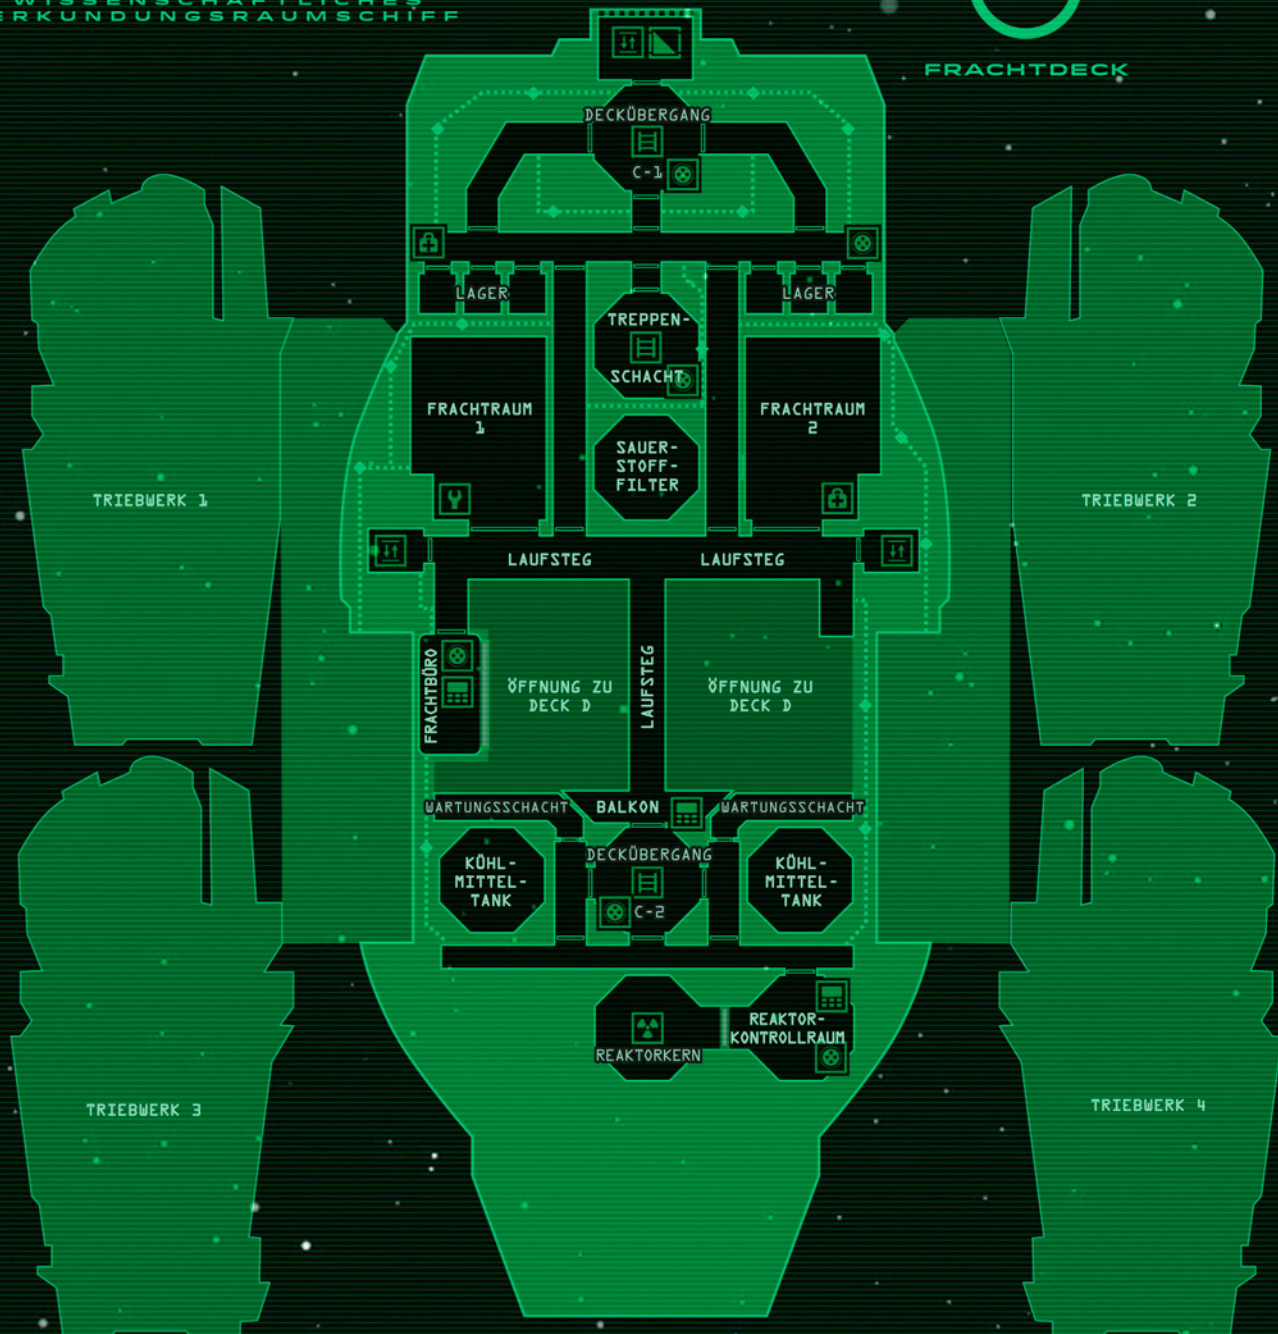 WISSENSCHAFTLICHES
ERKUNDUNGSRAUMSCHIFF
FRACHTDECK
DECKÜBERGANG
C-1
LAGER
LAGER
TREPPEN-
SCHACHT
FRACHTRAUM
1
FRACHTRAUM
2
SAUER-
STOFF-
FILTER
TRIEBWERK 1
TRIEBWERK 2
LAUFSTEG
LAUFSTEG
FRACHTBÜRO
ÖFFNUNG ZU
DECK D
LAUFSTEG
ÖFFNUNG ZU
DECK D
WARTUNGSSCHACHT
BALKON
WARTUNGSSCHACHT
DECKÜBERGANG
C-2
KÜHL-
MITTEL-
TANK
KÜHL-
MITTEL-
TANK
REAKTORKERN
REAKTOR-
KONTROLLRAUM
TRIEBWERK 3
TRIEBWERK 4